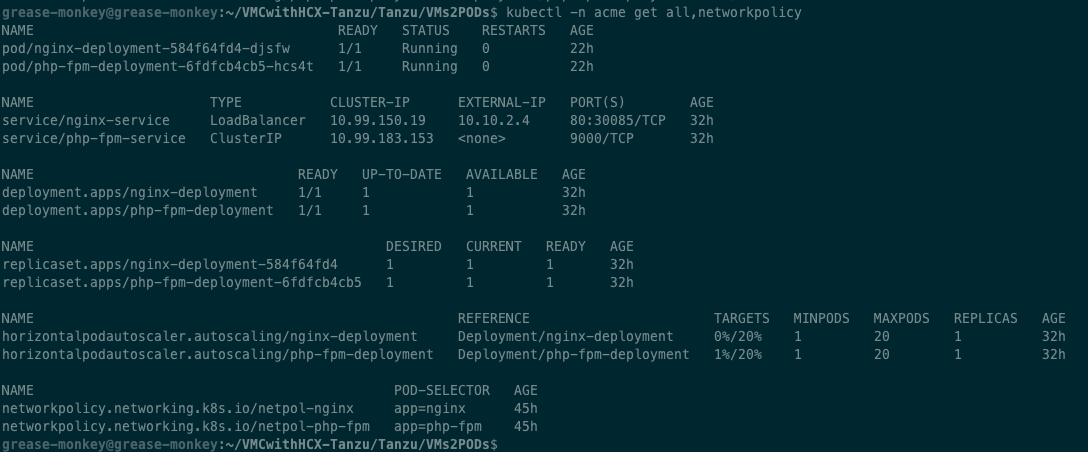 grease-monkey@grease-monkey:~/VMCwithHCX-Tanzu/Tanzu/VMs2PODs$ kubectl -n acme get all,networkpolicy
NAME READY STATUS RESTARTS AGE
pod/nginx-deployment-584f64fd4-djsfw 1/1 Running 0 22h
pod/php-fpm-deployment-6fdfcb4cb5-hcs4t 1/1 Running 0 22h
NAME TYPE CLUSTER-IP EXTERNAL-IP PORT(S) AGE
service/nginx-service LoadBalancer 10.99.150.19 10.10.2.4 80:30085/TCP 32h
service/php-fpm-service ClusterIP 10.99.183.153 <none> 9000/TCP 32h
NAME READY UP-TO-DATE AVAILABLE AGE
deployment.apps/nginx-deployment 1/1 1 1 32h
deployment.apps/php-fpm-deployment 1/1 1 1 32h
NAME DESIRED CURRENT READY AGE
replicaset.apps/nginx-deployment-584f64fd4 1 1 1 32h
replicaset.apps/php-fpm-deployment-6fdfcb4cb5 1 1 1 32h
NAME REFERENCE TARGETS MINPODS MAXPODS REPLICAS AGE
horizontalpodautoscaler.autoscaling/nginx-deployment Deployment/nginx-deployment 0%/20% 1 20 1 32h
horizontalpodautoscaler.autoscaling/php-fpm-deployment Deployment/php-fpm-deployment 1%/20% 1 20 1 32h
NAME POD-SELECTOR AGE
networkpolicy.networking.k8s.io/netpol-nginx app=nginx 45h
networkpolicy.networking.k8s.io/netpol-php-fpm app=php-fpm 45h
grease-monkey@grease-monkey:~/VMCwithHCX-Tanzu/Tanzu/VMs2PODs$